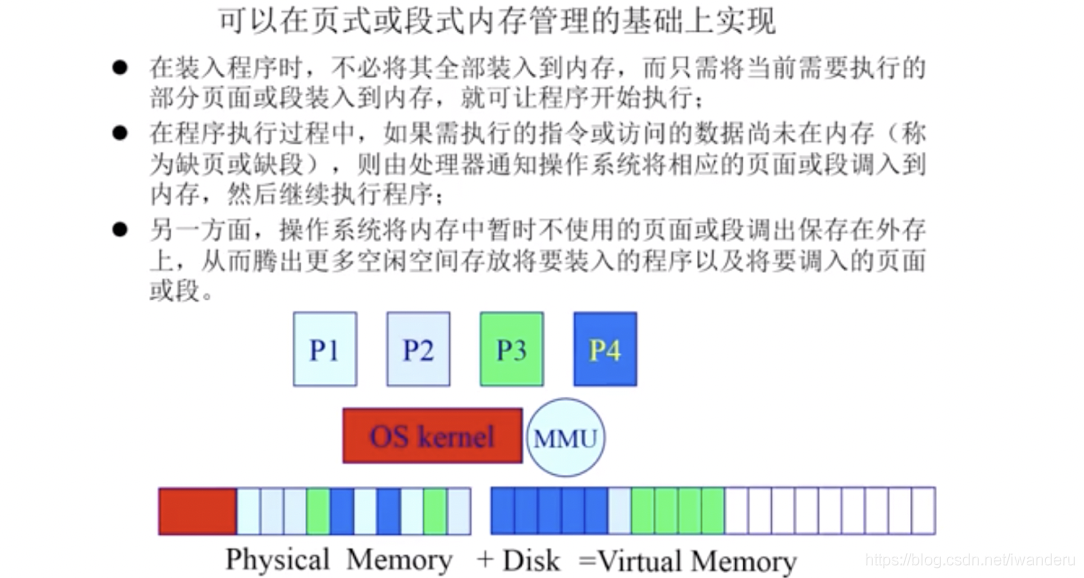 可以在页式或段式内存管理的基础上实现
● 在装入程序时，不必将其全部装入到内存，而只需将当前需要执行的
部分页面或段装入到内存，就可让程序开始执行；
● 在程序执行过程中，如果需执行的指令或访问的数据尚未在内存（称
为缺页或缺段），则由处理器通知操作系统将相应的页面或段调入到
内存，然后继续执行程序；
● 另一方面，操作系统将内存中暂时不使用的页面或段调出保存在外存
上，从而腾出更多空闲空间存放将要装入的程序以及将要调入的页面
或段。
P1 P2 P3 P4
OS kernel MMU
Physical Memory + Disk =Virtual Memory
https://blog.csdn.net/iwanderu